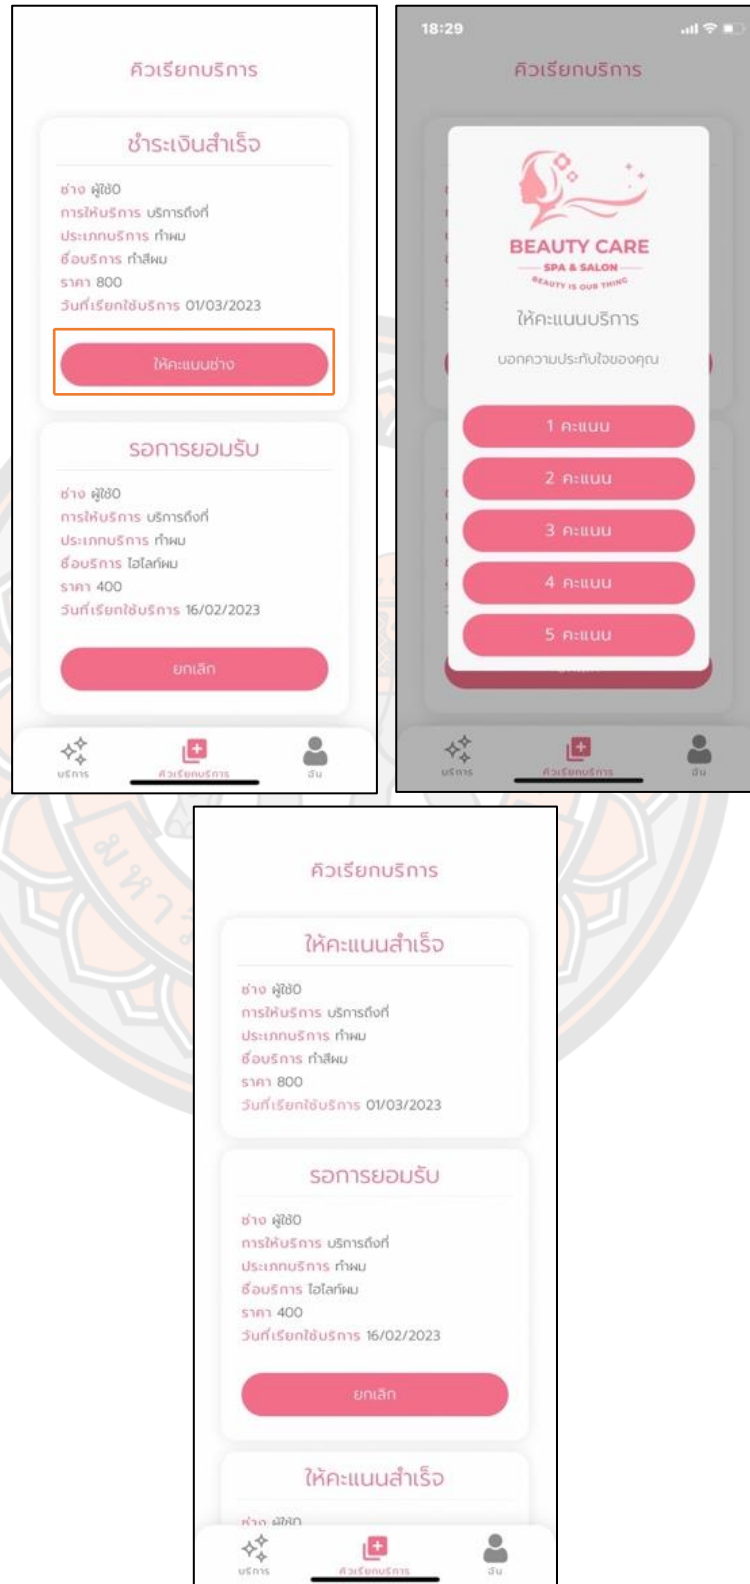 คิวเรียกบริการ
ชำระเงินสำเร็จ
ช่าง ผู้ใช้0
การให้บริการ บริการถึงที่
ประเภทบริการ ทำผม
ชื่อบริการ ทำสีผม
ราคา 800
วันที่เรียกใช้บริการ 01/03/2023
ให้คะแนนช่าง
รอการยอมรับ
ช่าง ผู้ใช้0
การให้บริการ บริการถึงที่
ประเภทบริการ ทำผม
ชื่อบริการ ไฮไลท์ผม
ราคา 400
วันที่เรียกใช้บริการ 16/02/2023
ยกเลิก
บริการ คิวเรียกบริการ ฉัน
18:29
คิวเรียกบริการ
BEAUTY CARE
SPA & SALON
BEAUTY IS OUR THING
ให้คะแนนบริการ
บอกความประทับใจของคุณ
1 คะแนน
2 คะแนน
3 คะแนน
4 คะแนน
5 คะแนน
บริการ คิวเรียกบริการ ฉัน
คิวเรียกบริการ
ให้คะแนนสำเร็จ
ช่าง ผู้ใช้0
การให้บริการ บริการถึงที่
ประเภทบริการ ทำผม
ชื่อบริการ ทำสีผม
ราคา 800
วันที่เรียกใช้บริการ 01/03/2023
รอการยอมรับ
ช่าง ผู้ใช้0
การให้บริการ บริการถึงที่
ประเภทบริการ ทำผม
ชื่อบริการ ไฮไลท์ผม
ราคา 400
วันที่เรียกใช้บริการ 16/02/2023
ยกเลิก
ให้คะแนนสำเร็จ
ช่าง ผู้ใช้0
บริการ คิวเรียกบริการ ฉัน